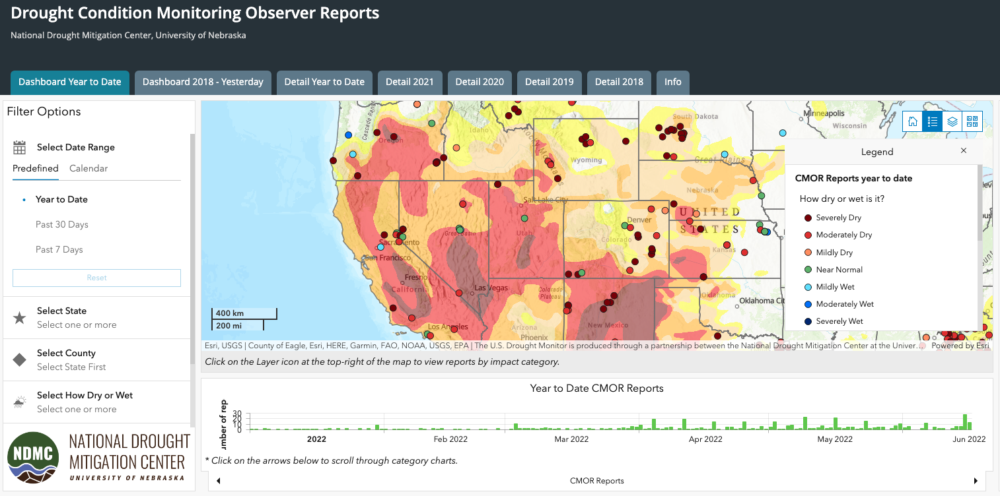 Drought Condition Monitoring Observer Reports
National Drought Mitigation Center, University of Nebraska
Dashboard Year to Date
Dashboard 2018 - Yesterday
Detail Year to Date
Detail 2021
Detail 2020
Detail 2019
Detail 2018
Info
Filter Options
Select Date Range
Predefined
Calendar
Year to Date
Past 30 Days
Past 7 Days
Reset
Select State
Select one or more
Select County
Select State First
Select How Dry or Wet
Select one or more
NDMC
NATIONAL DROUGHT
MITIGATION CENTER
UNIVERSITY OF NEBRASKA
Cascade Range
Oregon
Idaho
Rocky Mountains
Wyoming
South Dakota
Minneapolis
Wisconsin
Great Plains
Nebraska
Salt Lake City
Great Basin
Utah
Denver
Colorado
UNITED
STATES
Kansas
Sacramento
San Francisco
Fresno
California
Las Vegas
Colorado
Plateau
Los Angeles
Arizona
Phoenix
New Mexico
Oklahoma
Oklahoma Cit
400 km
200 mi
Legend
CMOR Reports year to date
How dry or wet is it?
Severely Dry
Moderately Dry
Mildly Dry
Near Normal
Mildly Wet
Moderately Wet
Severely Wet
Esri, USGS | County of Eagle, Esri, HERE, Garmin, FAO, NOAA, USGS, EPA | The U.S. Drought Monitor is produced through a partnership between the National Drought Mitigation Center at the Univer...
Powered by Esri
Click on the Layer icon at the top-right of the map to view reports by impact category.
Year to Date CMOR Reports
umber of rep
30
20
10
0
2022
Feb 2022
Mar 2022
Apr 2022
May 2022
Jun 2022
* Click on the arrows below to scroll through category charts.
CMOR Reports